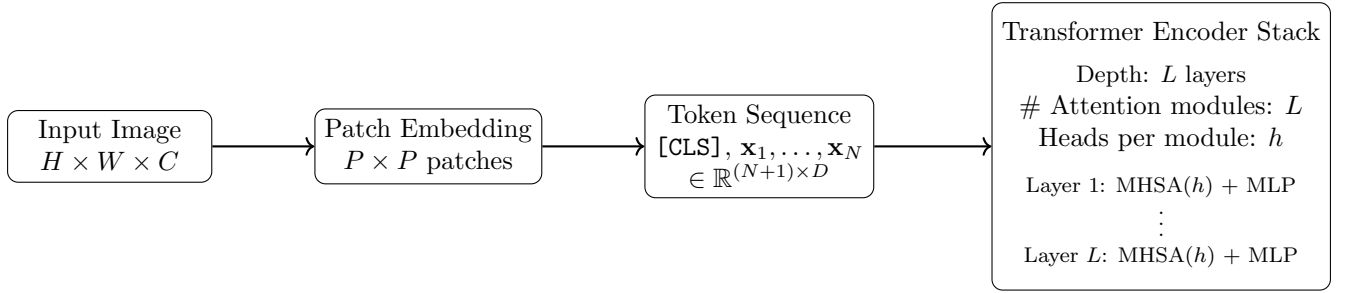 Input Image
H × W × C
Patch Embedding
P × P patches
Token Sequence
[CLS], x₁, . . . , x_N
∈ ℝ^{(N+1)×D}
Transformer Encoder Stack
Depth: L layers
# Attention modules: L
Heads per module: h
Layer 1: MHSA(h) + MLP
⋮
Layer L: MHSA(h) + MLP